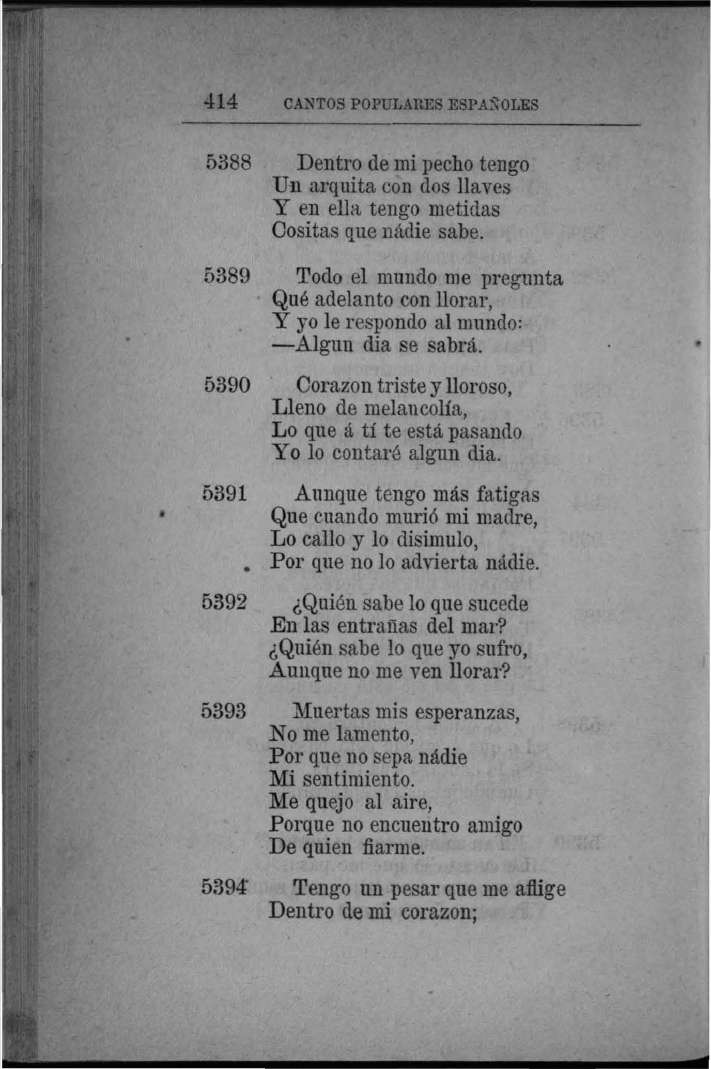 414 CANTOS POPULARES ESPAÑOLES
5388 Dentro de mi pecho tengo
Un arquita con dos llaves
Y en ella tengo metidas
Cositas que nádie sabe.
5389 Todo el mundo me pregunta
Qué adelanto con llorar,
Y yo le respondo al mundo:
—Algun dia se sabrá.
5390 Corazon triste y lloroso,
Lleno de melancolía,
Lo que á tí te está pasando
Yo lo contaré algun dia.
5391 Aunque tengo más fatigas
Que cuando murió mi madre,
Lo callo y lo disimulo,
Por que no lo advierta nádie.
5392 ¿Quién sabe lo que sucede
En las entrañas del mar?
¿Quién sabe lo que yo sufro,
Aunque no me ven llorar?
5393 Muertas mis esperanzas,
No me lamento,
Por que no sepa nádie
Mi sentimiento.
Me quejo al aire,
Porque no encuentro amigo
De quien fiarme.
5394 Tengo un pesar que me aflige
Dentro de mi corazon;